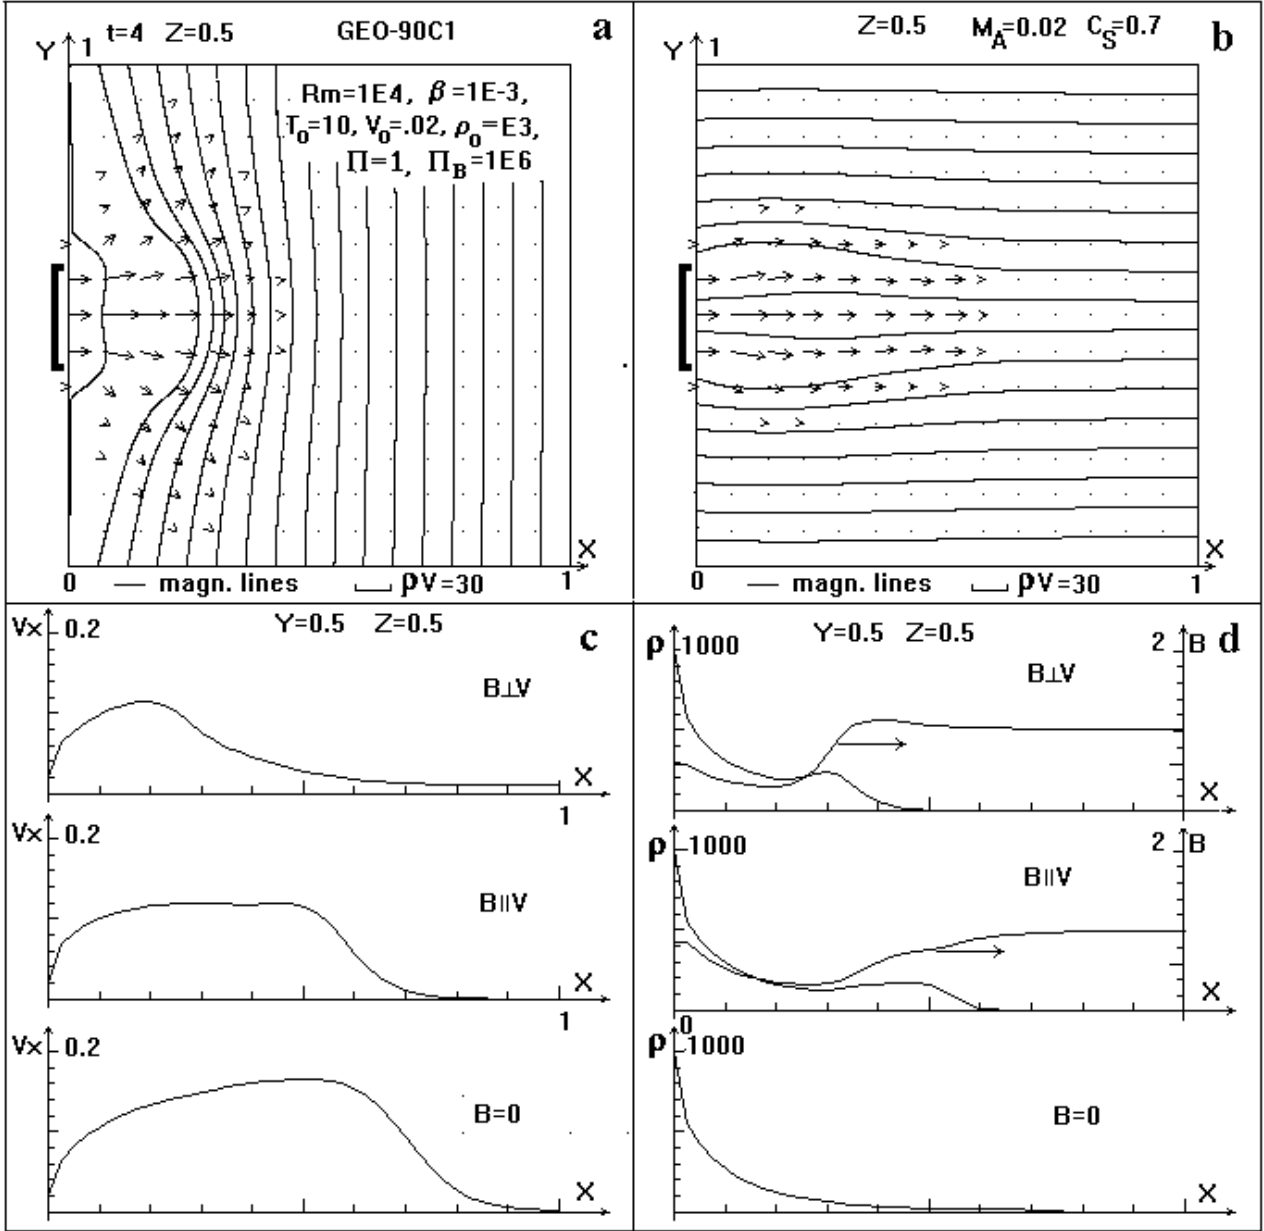 t=4 Z=0.5 GEO-90C1 a
Y 1
Rm=1E4, β=1E-3,
T₀=10, V₀=.02, ρ₀=E3,
Π=1, Π_B=1E6
X
0 — magn. lines ρV=30 1
Z=0.5 M_A=0.02 C_S=0.7 b
Y 1
X
0 — magn. lines ρV=30 1
Vx 0.2 Y=0.5 Z=0.5 c
B⊥V
X
1
Vx 0.2
B∥V
X
1
Vx 0.2
B=0
X
ρ 1000 Y=0.5 Z=0.5 2 B d
B⊥V
X
ρ 1000 2 B
B∥V
X
0
ρ 1000
B=0
X